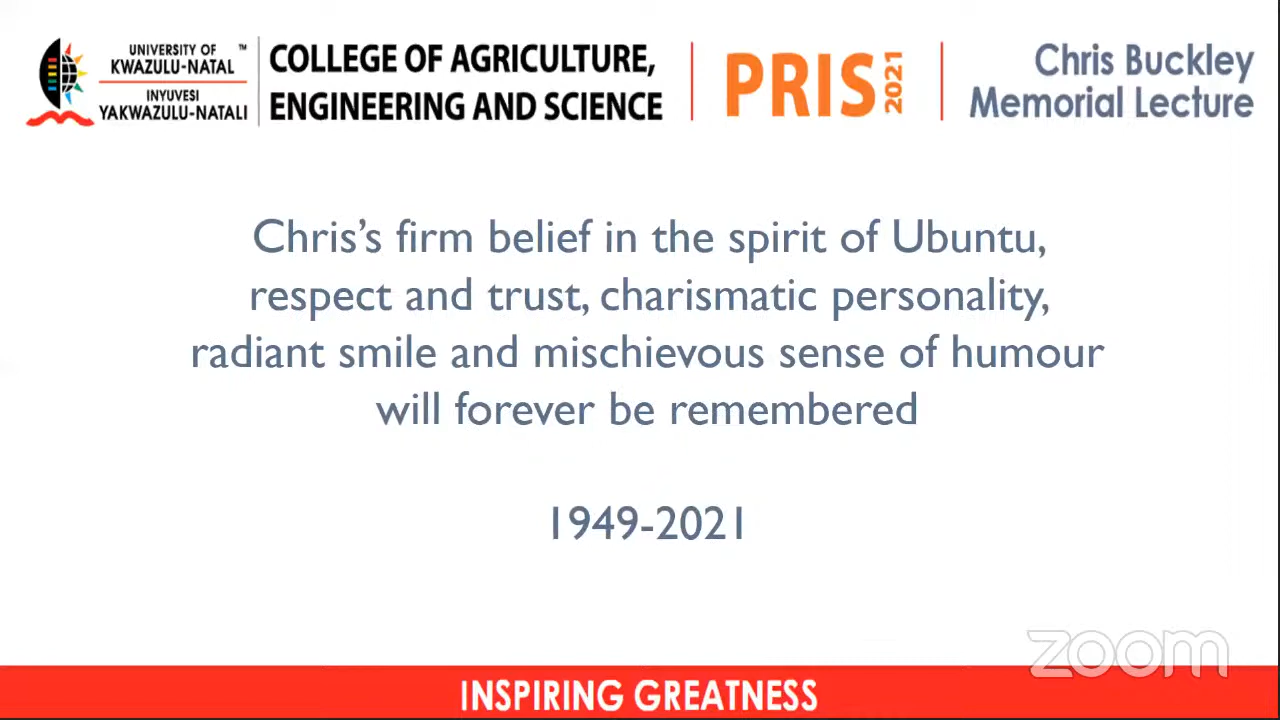 UNIVERSITY OF ™
KWAZULU-NATAL
INYUVESI
YAKWAZULU-NATALI
COLLEGE OF AGRICULTURE,
ENGINEERING AND SCIENCE
PRIS 2021
Chris Buckley
Memorial Lecture
Chris’s firm belief in the spirit of Ubuntu,
respect and trust, charismatic personality,
radiant smile and mischievous sense of humour
will forever be remembered
1949-2021
zoom
INSPIRING GREATNESS